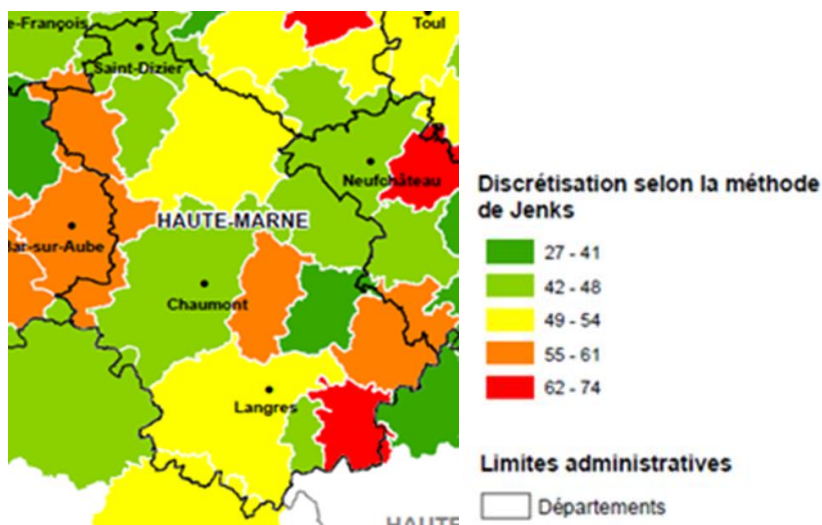 e-François
Toul
Saint-Dizier
Neufchâteau
HAUTE-MARNE
Bar-sur-Aube
Chaumont
Langres
HAUTE
Discrétisation selon la méthode
de Jenks
27 - 41
42 - 48
49 - 54
55 - 61
62 - 74
Limites administratives
Départements